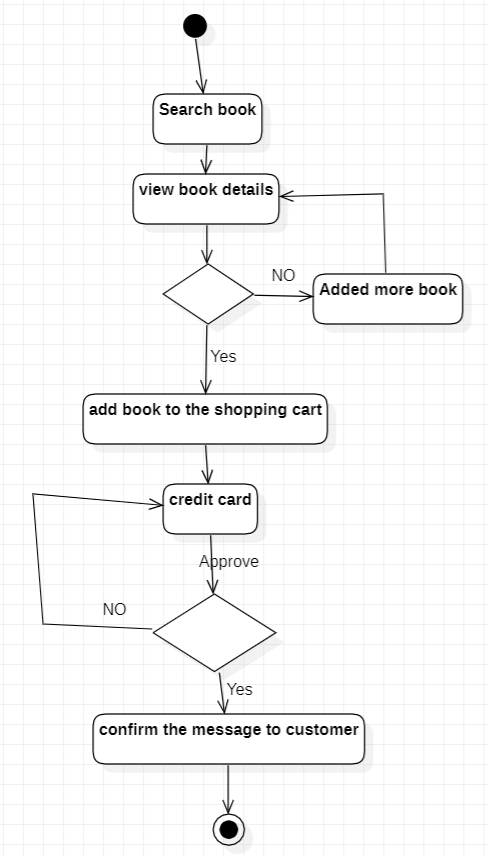 Search book
view book details
NO
Added more book
Yes
add book to the shopping cart
credit card
Approve
NO
Yes
confirm the message to customer